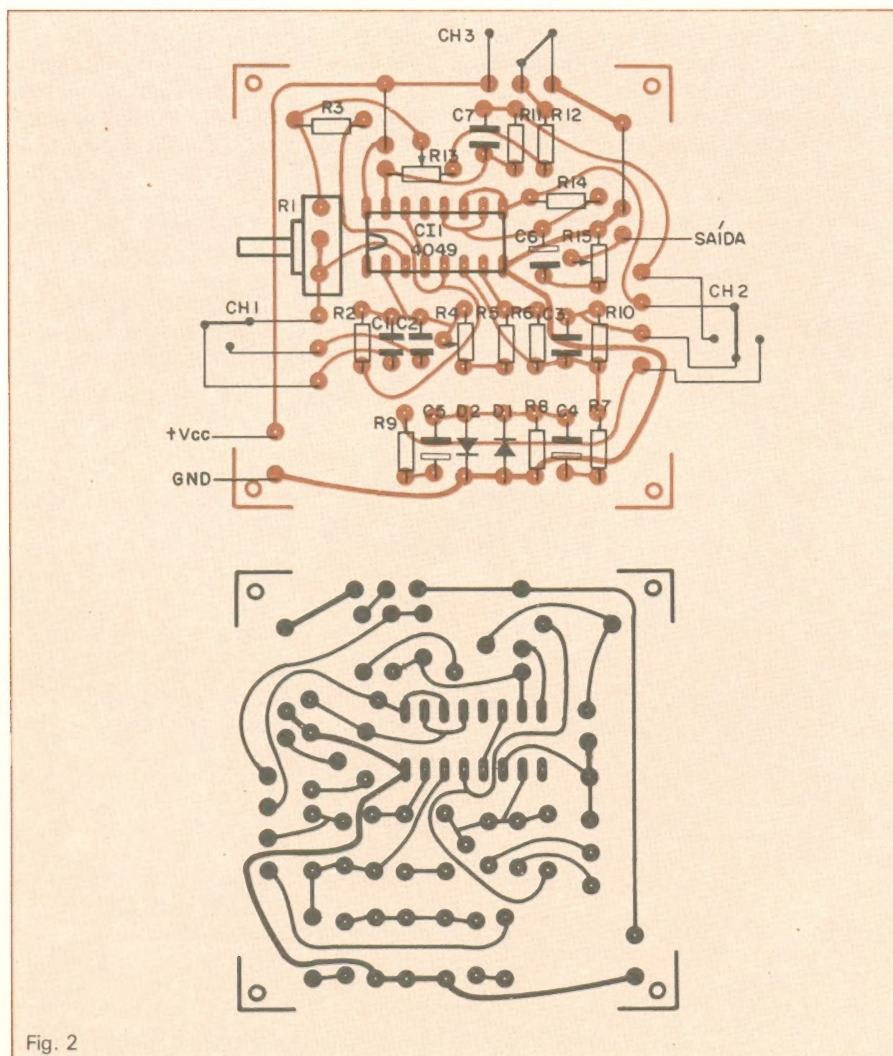 CH3
R3
C7
R11
R12
R13
R14
R1
CI1
4049
C6
R15
SAÍDA
CH1
CH2
R2
C1
C2
R4
R5
R6
C3
R10
R9
C5
D2
D1
R8
C4
R7
+Vcc
GND
Fig. 2